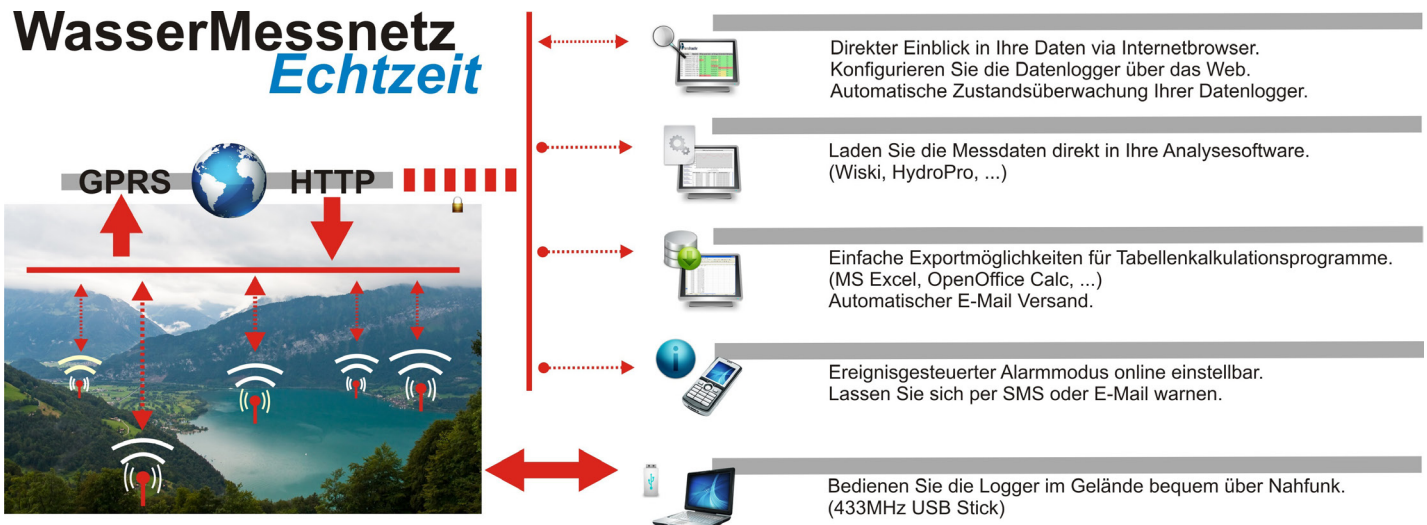 WasserMessnetz
Echtzeit
GPRS
HTTP
Direkter Einblick in Ihre Daten via Internetbrowser.
Konfigurieren Sie die Datenlogger über das Web.
Automatische Zustandsüberwachung Ihrer Datenlogger.
Laden Sie die Messdaten direkt in Ihre Analysesoftware.
(Wiski, HydroPro, ...)
Einfache Exportmöglichkeiten für Tabellenkalkulationsprogramme.
(MS Excel, OpenOffice Calc, ...)
Automatischer E-Mail Versand.
Ereignisgesteuerter Alarmmodus online einstellbar.
Lassen Sie sich per SMS oder E-Mail warnen.
Bedienen Sie die Logger im Gelände bequem über Nahfunk.
(433MHz USB Stick)